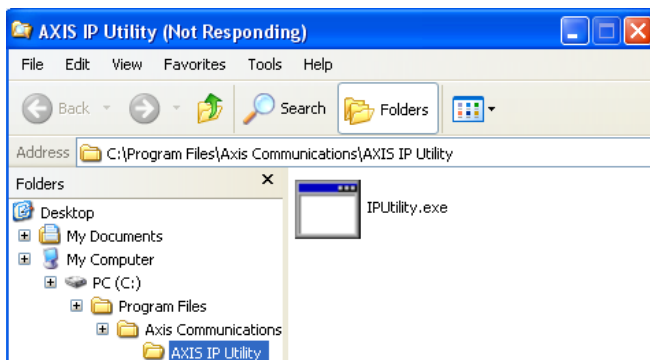 AXIS IP Utility (Not Responding)
File Edit View Favorites Tools Help
Back Search Folders
Address C:\Program Files\Axis Communications\AXIS IP Utility
Folders x
IPUtility.exe
Desktop
My Documents
My Computer
PC (C:)
Program Files
Axis Communications
AXIS IP Utility